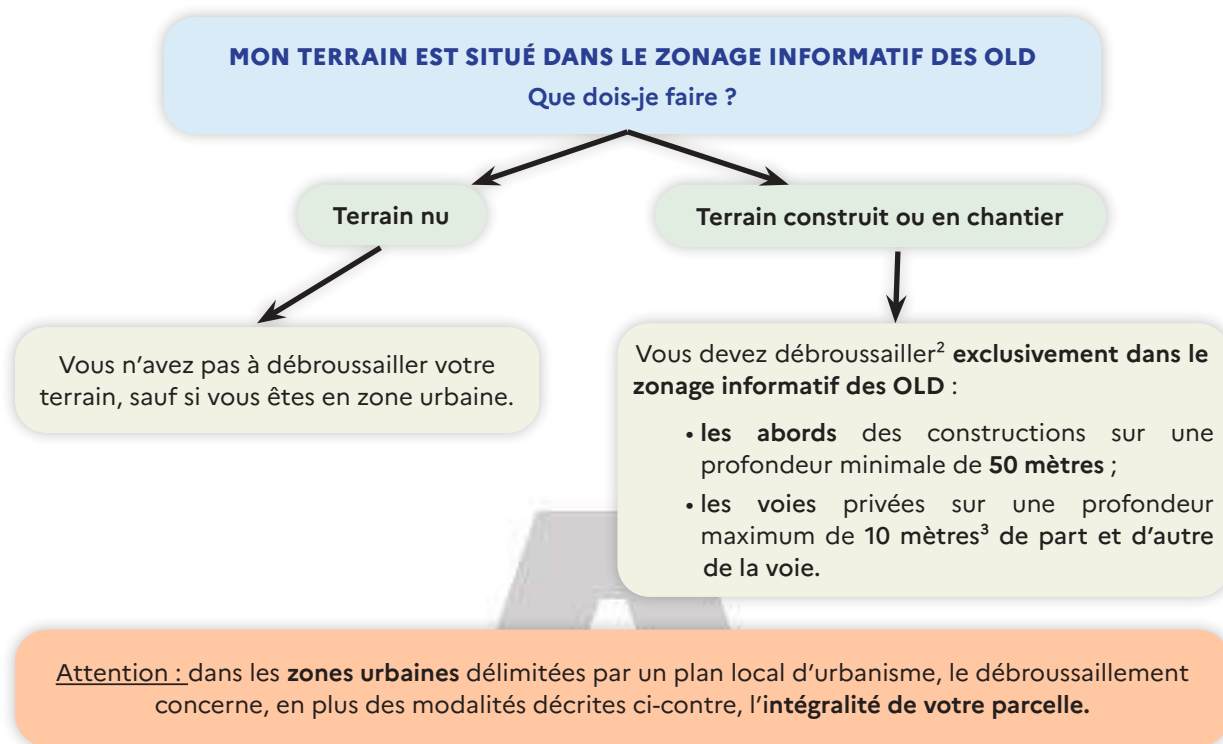 MON TERRAIN EST SITUÉ DANS LE ZONAGE INFORMATIF DES OLD
Que dois-je faire ?
Terrain nu
Terrain construit ou en chantier
Vous n’avez pas à débroussailler votre
terrain, sauf si vous êtes en zone urbaine.
Vous devez débroussailler² exclusivement dans le
zonage informatif des OLD :
• les abords des constructions sur une
profondeur minimale de 50 mètres ;
• les voies privées sur une profondeur
maximum de 10 mètres³ de part et d’autre
de la voie.
Attention : dans les zones urbaines délimitées par un plan local d’urbanisme, le débroussaillement
concerne, en plus des modalités décrites ci-contre, l’intégralité de votre parcelle.